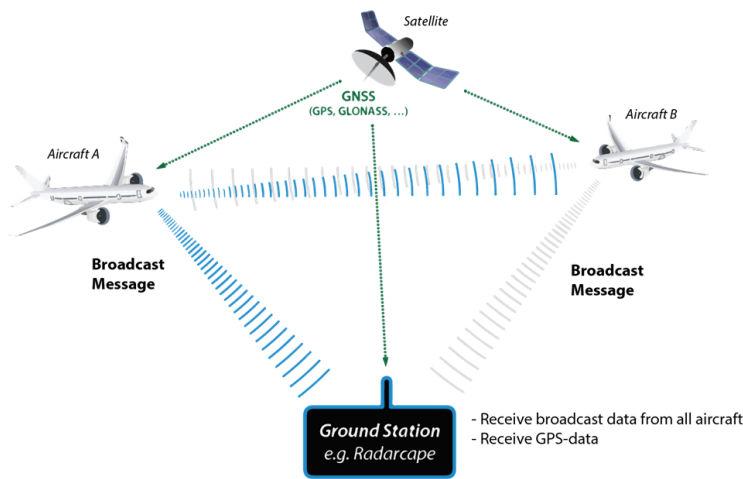 Satellite
GNSS
(GPS, GLONASS, ...)
Aircraft A
Aircraft B
Broadcast
Message
Broadcast
Message
Ground Station
e.g. Radarcape
- Receive broadcast data from all aircraft
- Receive GPS-data